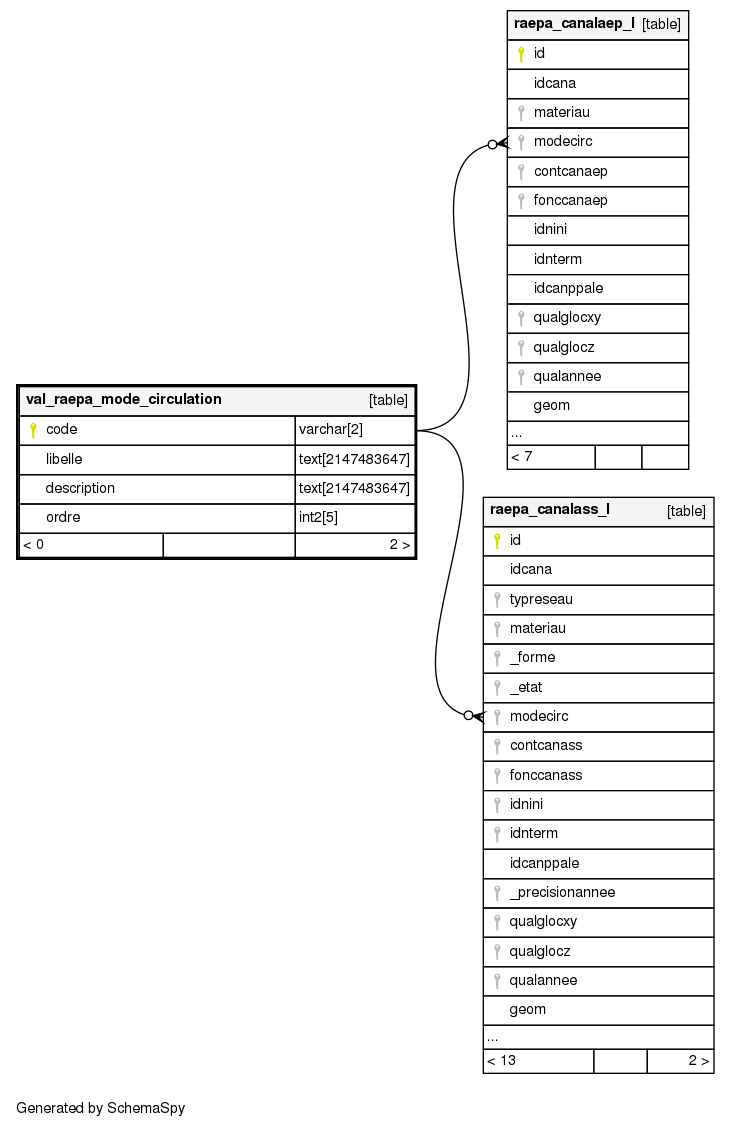 raepa_canalaep_l [table]
id
idcana
materiau
modecirc
contcanaep
fonccanaep
idnini
idnterm
idcanppale
qualglocxy
qualglocz
qualannee
geom
...
< 7
val_raepa_mode_circulation [table]
code varchar[2]
libelle text[2147483647]
description text[2147483647]
ordre int2[5]
< 0 2 >
raepa_canalass_l [table]
id
idcana
typreseau
materiau
_forme
_etat
modecirc
contcanass
fonccanass
idnini
idnterm
idcanppale
_precisionannee
qualglocxy
qualglocz
qualannee
geom
...
< 13 2 >
Generated by SchemaSpy